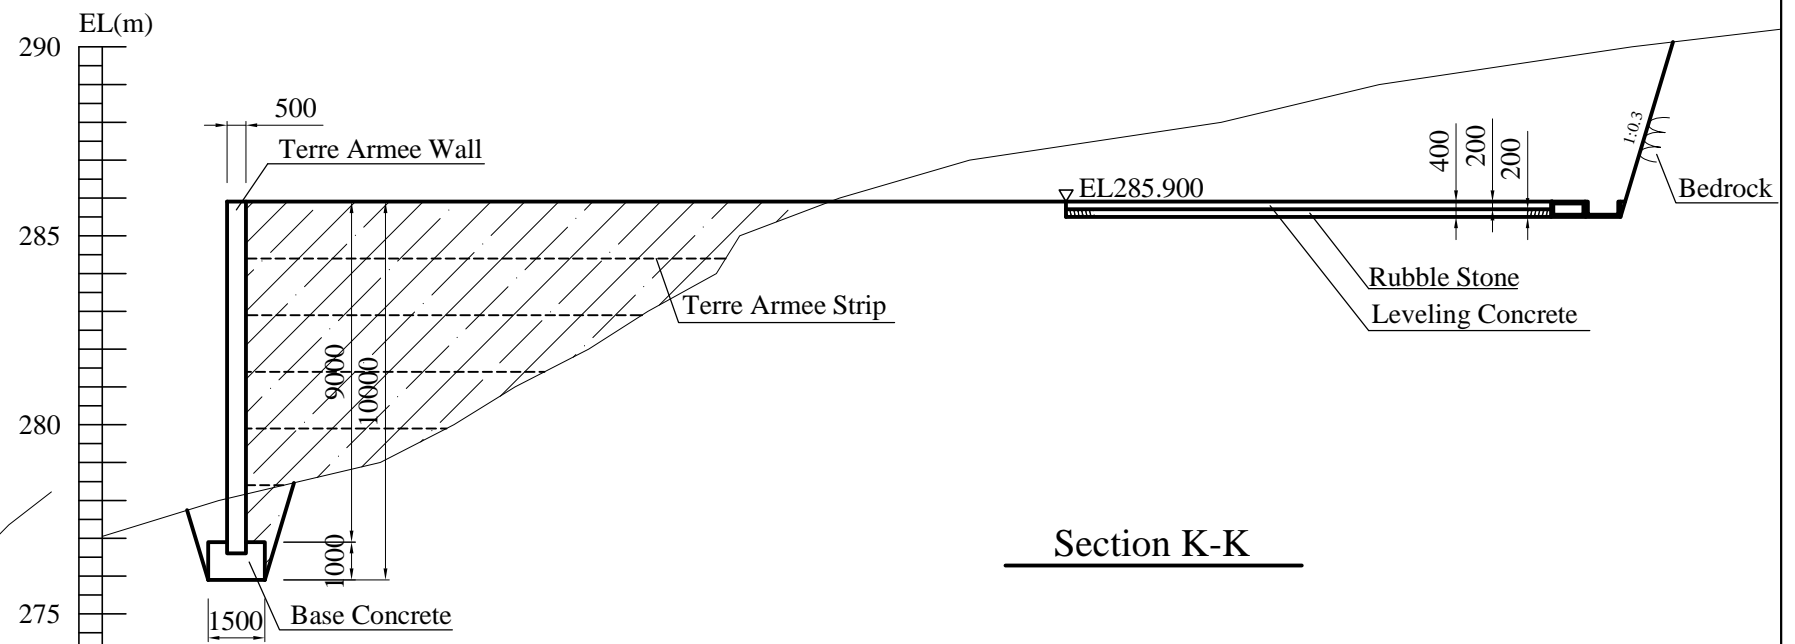 EL(m)
290
500
Terre Armee Wall
1:0.3
400
200
200
EL285.900
Bedrock
285
Rubble Stone
Terre Armee Strip
Leveling Concrete
9000
10000
280
Section K-K
1000
Base Concrete
1500
275